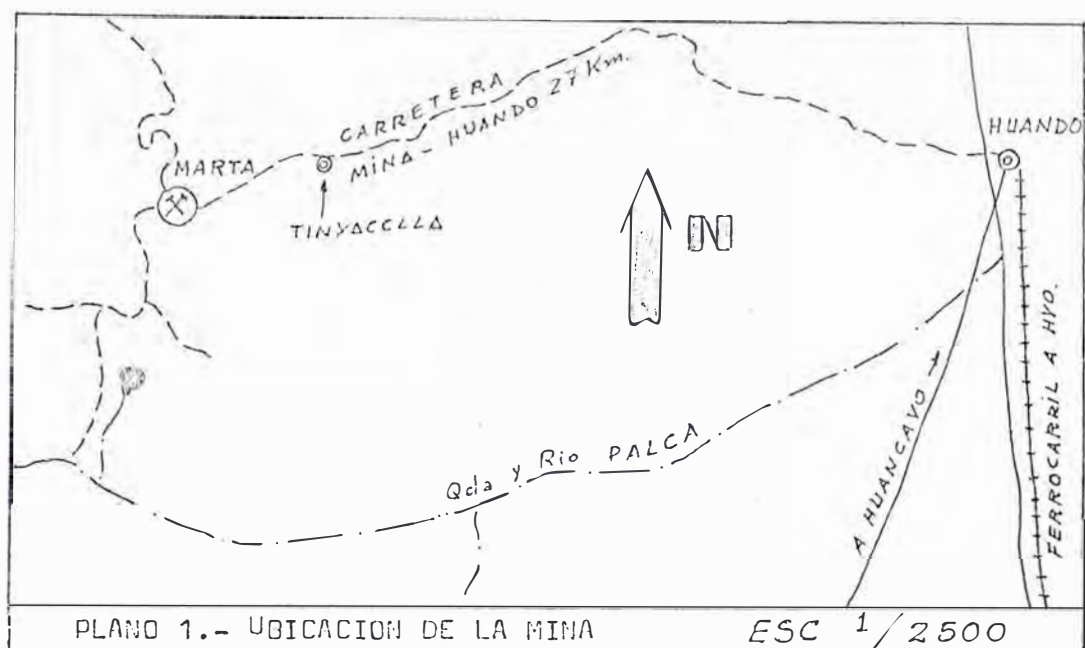 CARRETERA
MINA - HUANDO 27 Km.
HUANDO
MARTA
TINYACCLLA
N
Qda y Rio PALCA
A HUANCAYO
FERROCARRIL A HYO.
PLANO 1.- UBICACION DE LA MINA
ESC 1/2500